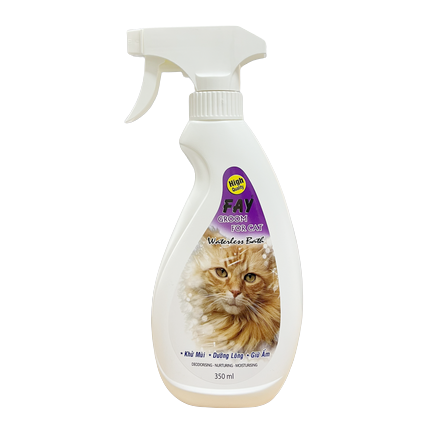 High
Quality
FAY
GROOM
FOR CAT
Waterless Bath
• Khử Mùi • Dưỡng Lông • Giữ Ẩm
DEODORISING - NURTURING - MOISTURISING
350 ml